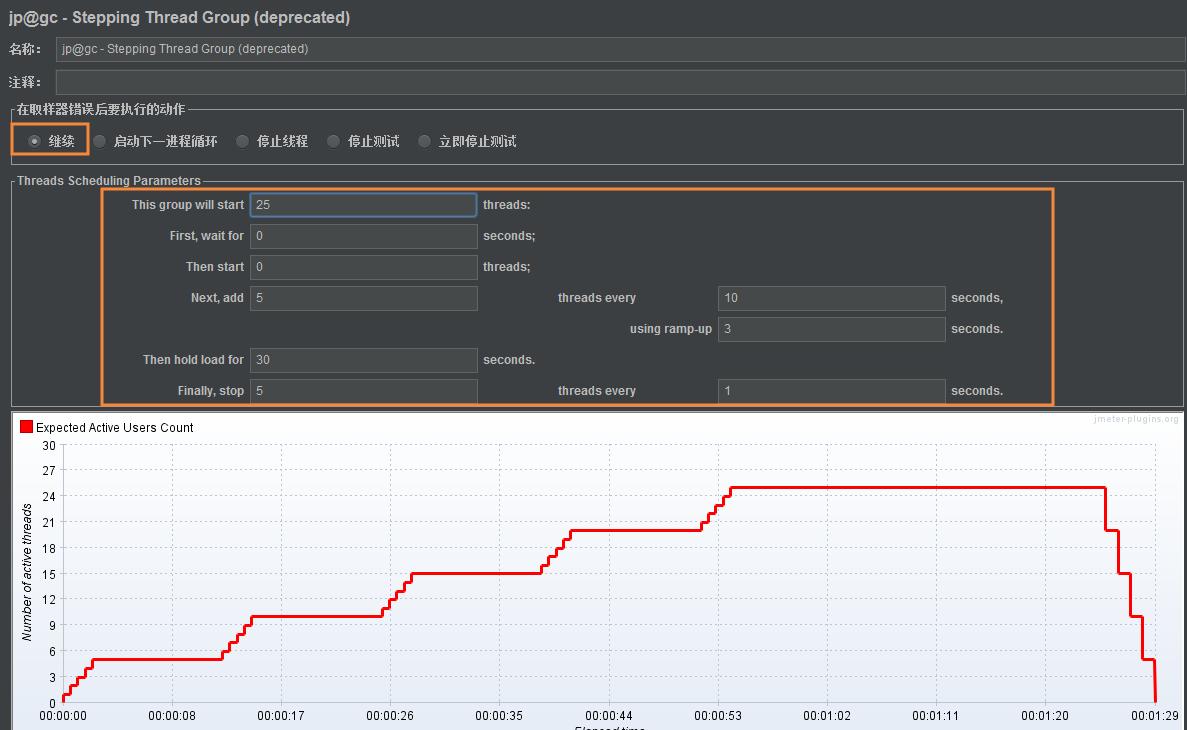 jp@gc - Stepping Thread Group (deprecated)
名称： jp@gc - Stepping Thread Group (deprecated)
注释：
在取样器错误后要执行的动作
继续 启动下一进程循环 停止线程 停止测试 立即停止测试
Threads Scheduling Parameters
This group will start 25 threads:
First, wait for 0 seconds;
Then start 0 threads;
Next, add 5 threads every 10 seconds,
using ramp-up 3 seconds.
Then hold load for 30 seconds.
Finally, stop 5 threads every 1 seconds.
jmeter-plugins.org
Expected Active Users Count
Number of active threads
30
27
24
21
18
15
12
9
6
3
0
00:00:00 00:00:08 00:00:17 00:00:26 00:00:35 00:00:44 00:00:53 00:01:02 00:01:11 00:01:20 00:01:29
Elapsed time